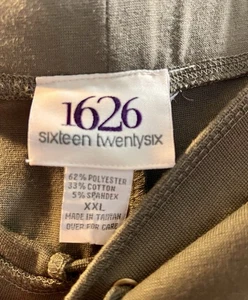 1626
sixteen twentysix
62% POLYESTER
33% COTTON
5% SPANDEX
XXL
MADE IN TAIWAN
OVER FOR CARE